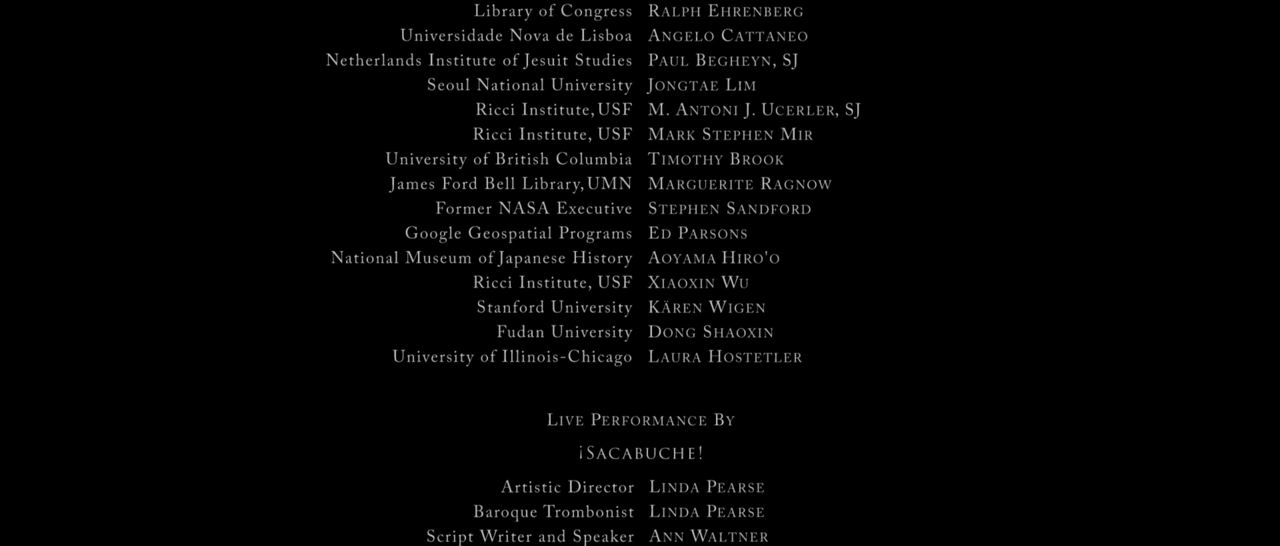 Library of Congress RALPH EHRENBERG
Universidade Nova de Lisboa ANGELO CATTANEO
Netherlands Institute of Jesuit Studies PAUL BEGHEYN, SJ
Seoul National University JONGTAE LIM
Ricci Institute, USF M. ANTONI J. UCERLER, SJ
Ricci Institute, USF MARK STEPHEN MIR
University of British Columbia TIMOTHY BROOK
James Ford Bell Library, UMN MARGUERITE RAGNOW
Former NASA Executive STEPHEN SANDFORD
Google Geospatial Programs ED PARSONS
National Museum of Japanese History AOYAMA HIRO'O
Ricci Institute, USF XIAOXIN WU
Stanford University KÄREN WIGEN
Fudan University DONG SHAOXIN
University of Illinois-Chicago LAURA HOSTETLER
LIVE PERFORMANCE BY
¡SACABUCHE!
Artistic Director LINDA PEARSE
Baroque Trombonist LINDA PEARSE
Script Writer and Speaker ANN WALTNER